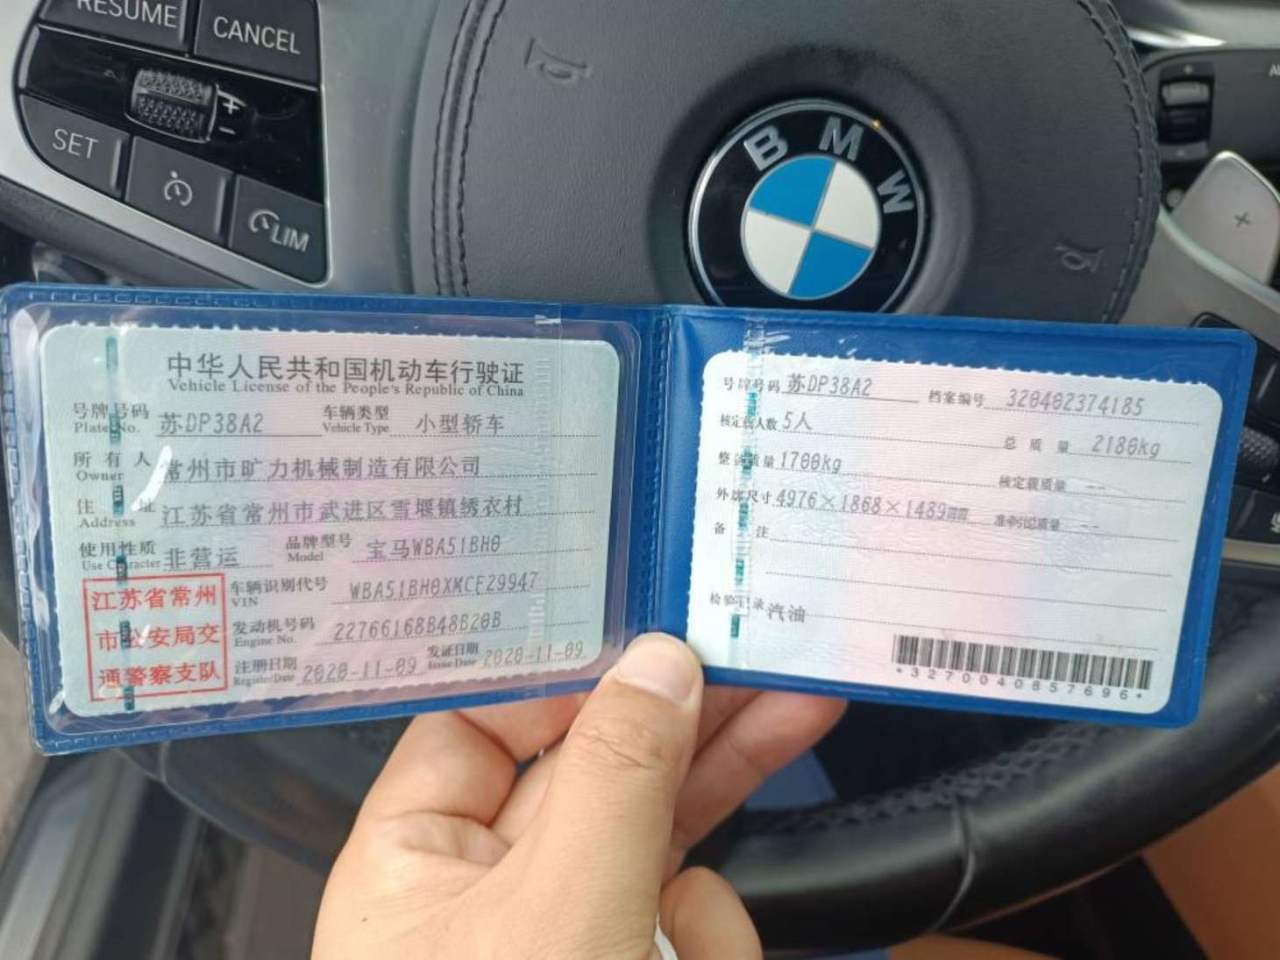 RESUME
CANCEL
+
-
SET
LIM
BMW
+
中华人民共和国机动车行驶证
Vehicle License of the People's Republic of China
号牌号码 苏DP38A2 车辆类型 小型轿车
Plate No. Vehicle Type
所有人 常州市旷力机械制造有限公司
Owner
住址 江苏省常州市武进区雪堰镇绣衣村
Address
使用性质 非营运 品牌型号 宝马WBA51BH0
Use Character Model
江苏省常州
市公安局交
通警察支队
车辆识别代号 WBA51BH0XMCF29947
VIN
发动机号码 22766168B48B20B
Engine No.
注册日期 2020-11-09 发证日期 2020-11-09
Register Date Issue Date
号牌号码 苏DP38A2 档案编号 320402374185
核定载人数 5人 总质量 2180kg
整备质量 1700kg 核定载质量 --
外廓尺寸 4976×1868×1489mm 准牵引总质量 --
备注
检验记录 汽油
*3270040857696*